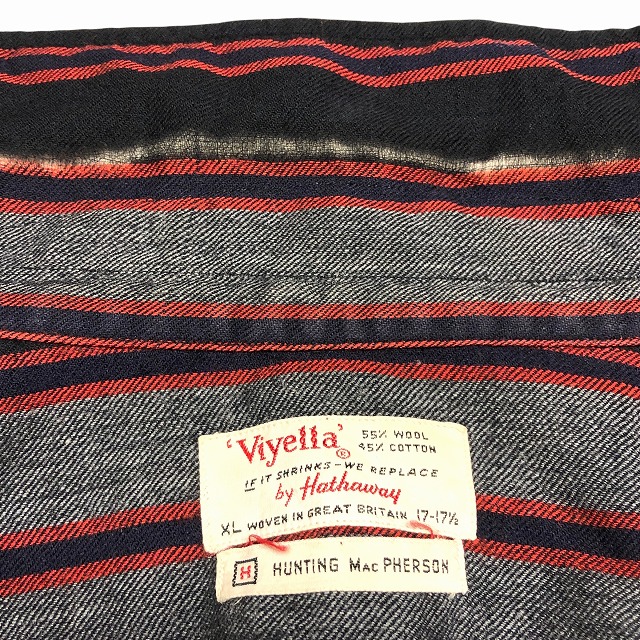 'Viyella'® 55% WOOL
45% COTTON
IF IT SHRINKS-WE REPLACE
by Hathaway
XL WOVEN IN GREAT BRITAIN 17-17½
H HUNTING MAC PHERSON